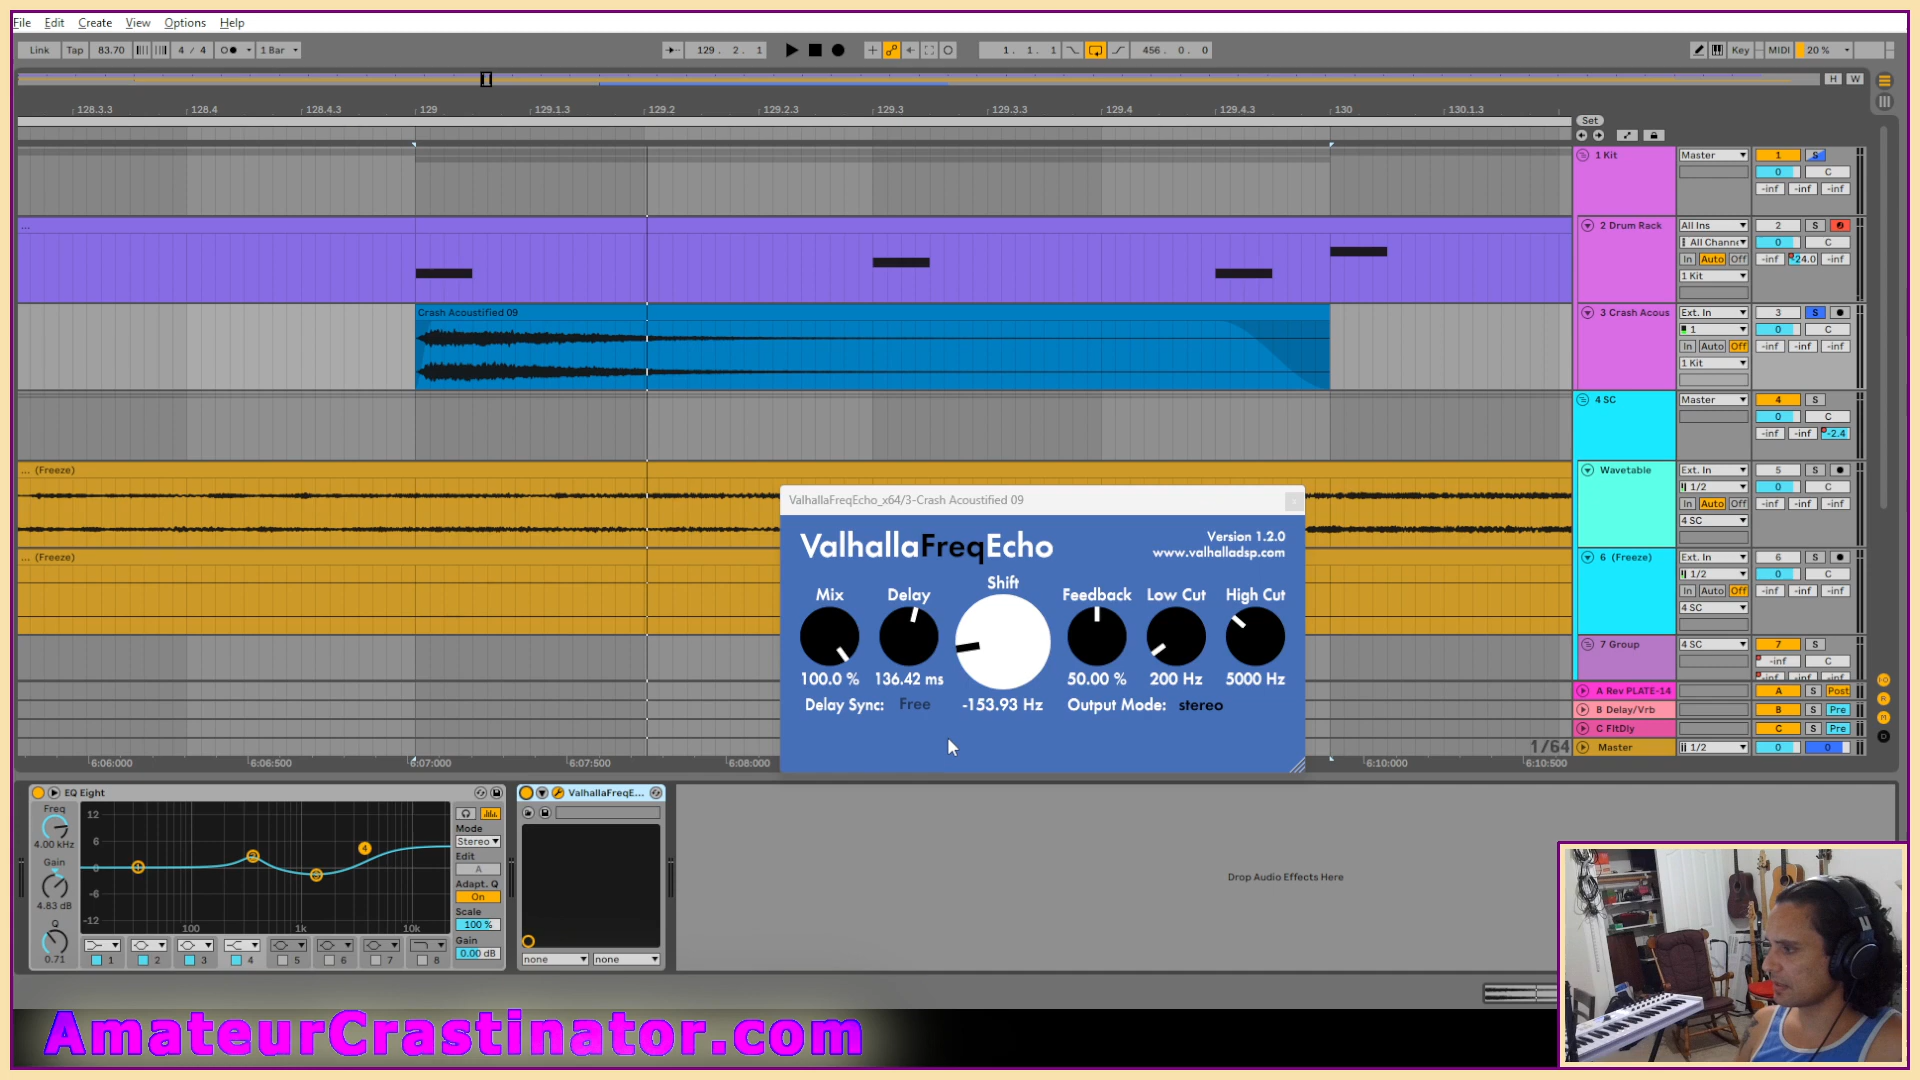 File Edit Create View Options Help
Link Tap 83.70 4 / 4 1 Bar 129 . 2 . 1 1 . 1 . 1 456 . 0 . 0 Key MIDI 20 %
H W
128.3.3 128.4 128.4.3 129 129.1.3 129.2 129.2.3 129.3 129.3.3 129.4 129.4.3 130 130.1.3
Set
1 Kit Master 1 S
0 C
-inf -inf -inf
...
2 Drum Rack All Ins 2 S
All Channe 0 C
In Auto Off -inf -24.0 -inf
1 Kit
Crash Acoustified 09
3 Crash Acous Ext. In 3 S
1 0 C
In Auto Off -inf -inf -inf
1 Kit
4 SC Master 4 S
0 C
-inf -inf -2.4
... (Freeze)
Wavetable Ext. In 5 S
1/2 0 C
In Auto Off -inf -inf -inf
4 SC
... (Freeze)
6 (Freeze) Ext. In 6 S
1/2 0 C
In Auto Off -inf -inf -inf
4 SC
7 Group 4 SC 7 S
-inf C
-inf -inf -inf
A Rev PLATE-14 A S Post
B Delay/Vrb B S Pre
C FltDly C S Pre
1/64
Master 1/2 0 0
6:06:000 6:06:500 6:07:000 6:07:500 6:08:000 6:10:000 6:10:500
ValhallaFreqEcho_x64/3-Crash Acoustified 09
ValhallaFreqEcho
Version 1.2.0
www.valhalladsp.com
Mix Delay Shift Feedback Low Cut High Cut
100.0 % 136.42 ms 50.00 % 200 Hz 5000 Hz
Delay Sync: Free -153.93 Hz Output Mode: stereo
EQ Eight
Freq
4.00 kHz
Gain
4.83 dB
Q
0.71
12
6
0
-6
-12
100 1k 10k
1 2 3 4
1 2 3 4 5 6 7 8
Mode
Stereo
Edit
A
Adapt. Q
On
Scale
100 %
Gain
0.00 dB
ValhallaFreqE...
none none
Drop Audio Effects Here
AmateurCrastinator.com